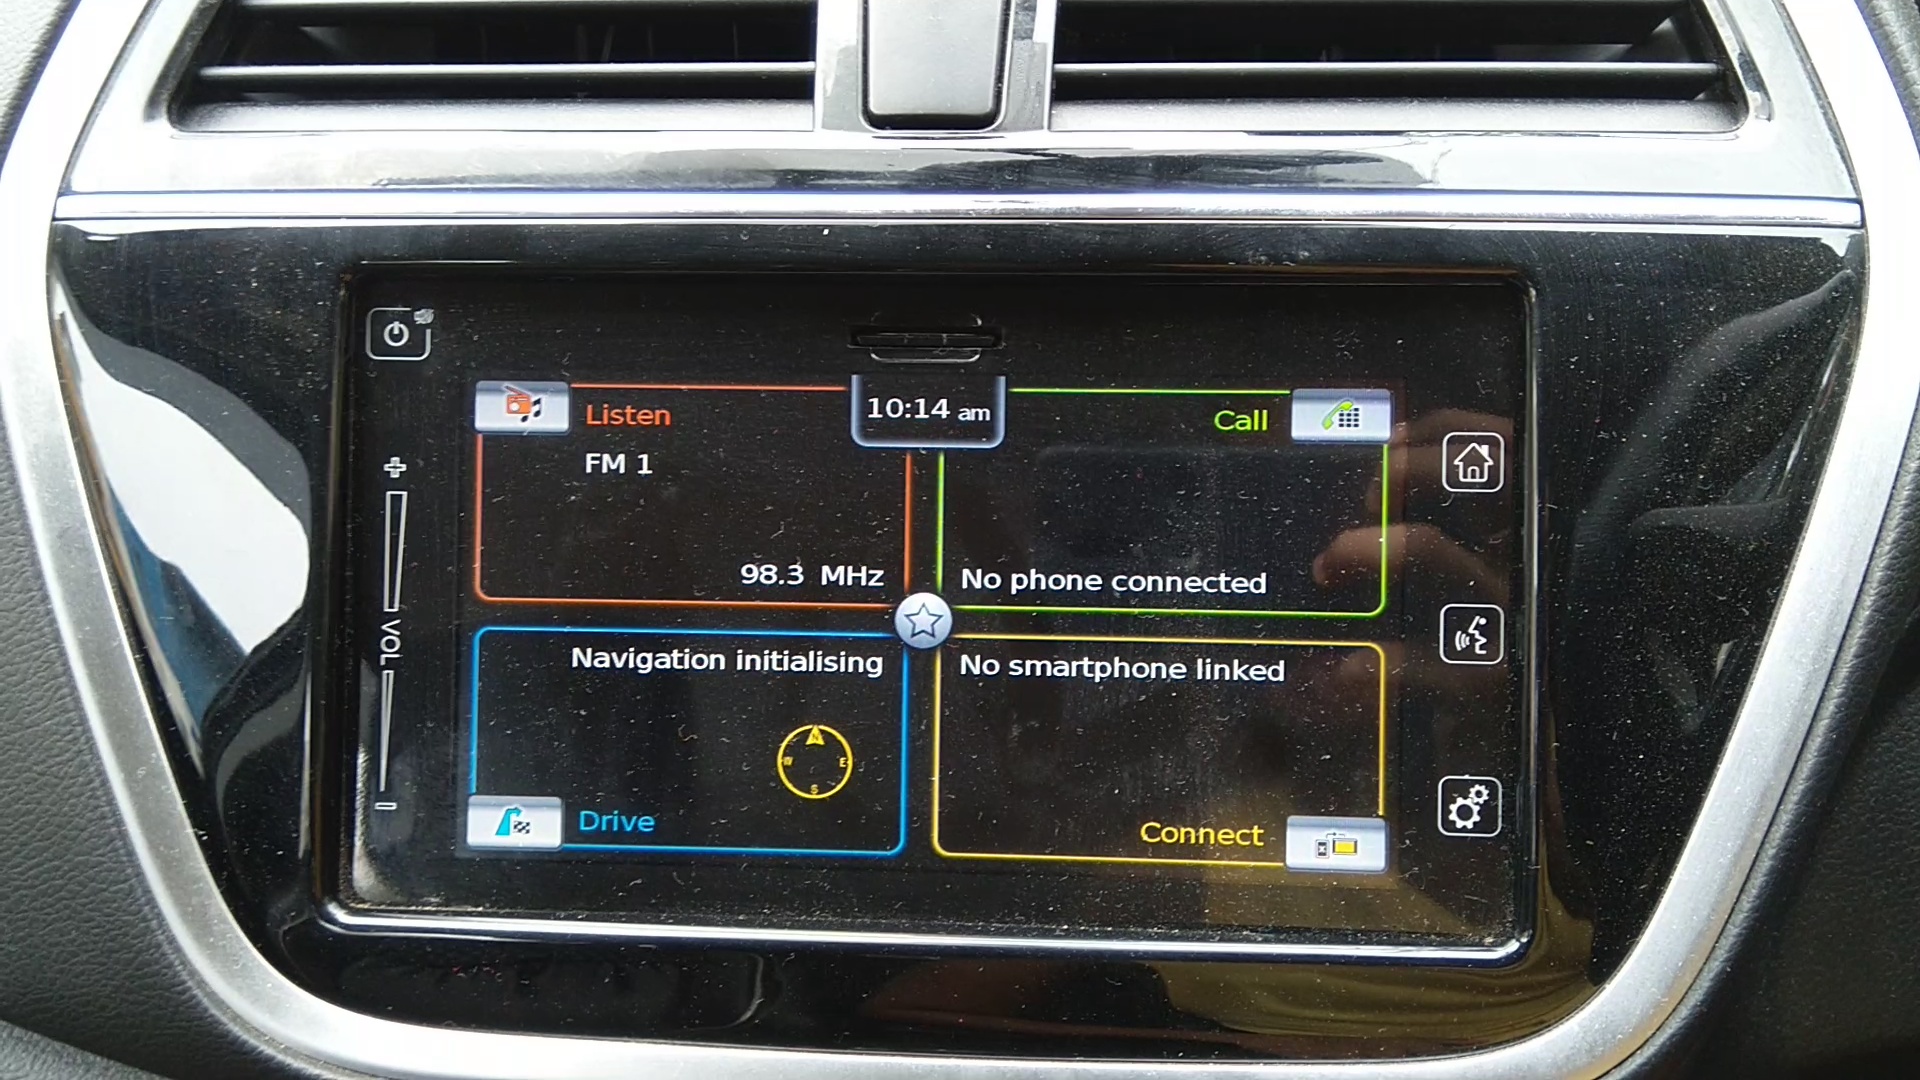 10:14 am
Listen
FM 1
98.3 MHz
Call
No phone connected
VOL
Navigation initialising
N
W
E
S
Drive
No smartphone linked
Connect